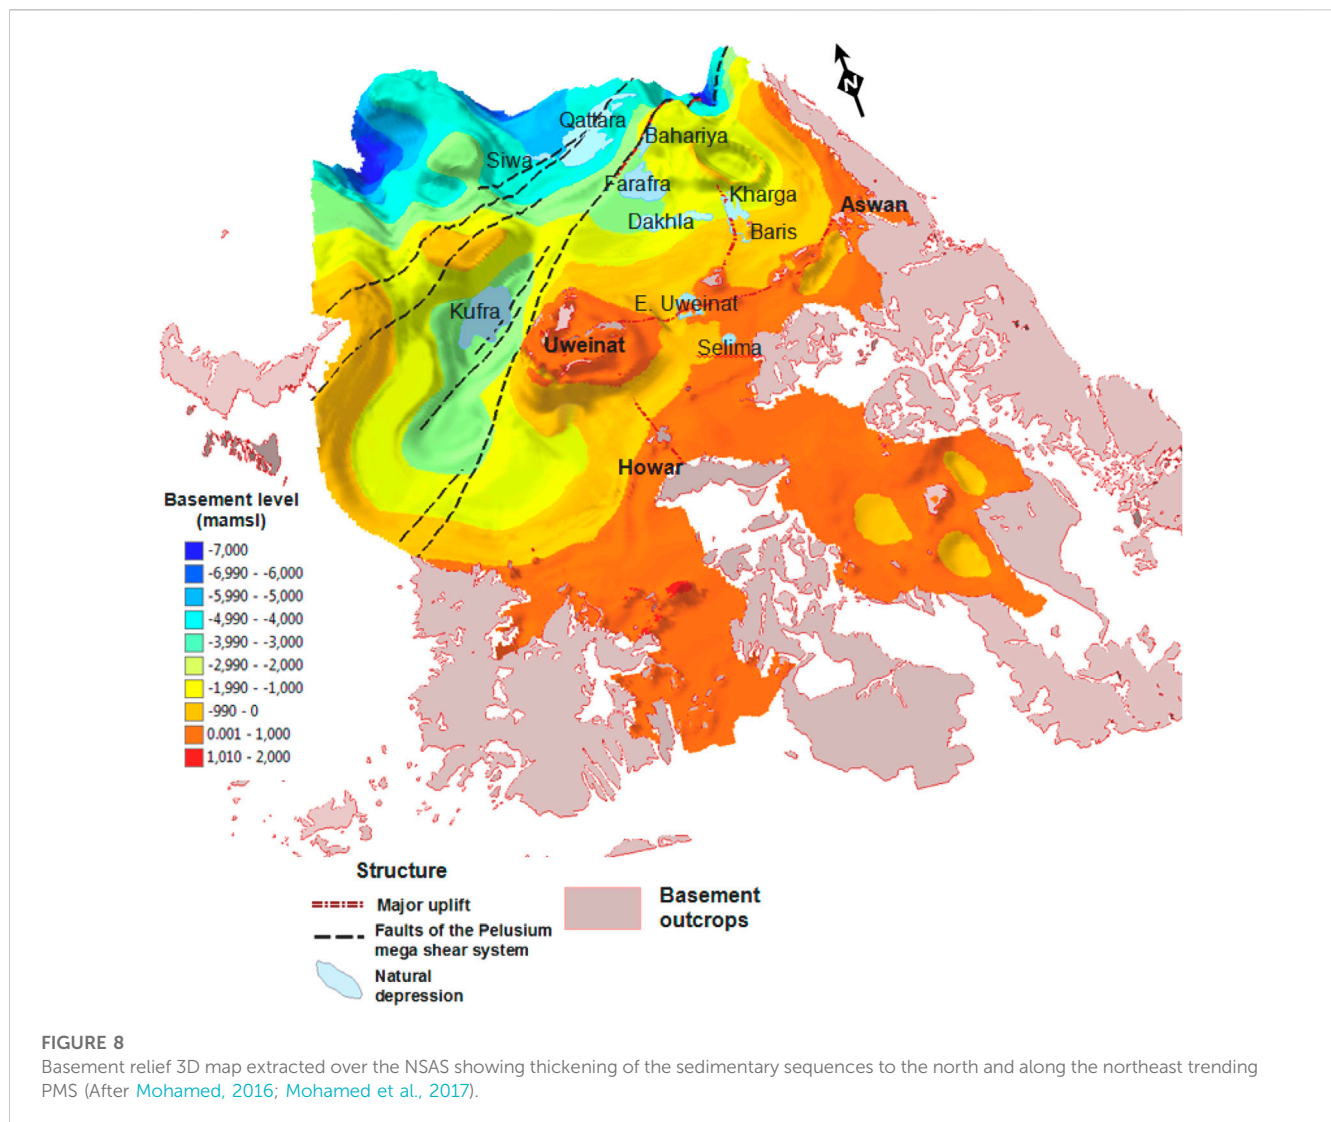 N
Qattara
Bahariya
Siwa
Farafra
Kharga
Aswan
Dakhla
Baris
Kufra
E. Uweinat
Uweinat
Selima
Howar
Basement level
(mamsl)
-7,000
-6,990 - -6,000
-5,990 - -5,000
-4,990 - -4,000
-3,990 - -3,000
-2,990 - -2,000
-1,990 - -1,000
-990 - 0
0.001 - 1,000
1,010 - 2,000
Structure
Major uplift
Faults of the Pelusium
mega shear system
Natural
depression
Basement
outcrops
FIGURE 8
Basement relief 3D map extracted over the NSAS showing thickening of the sedimentary sequences to the north and along the northeast trending
PMS (After Mohamed, 2016; Mohamed et al., 2017).